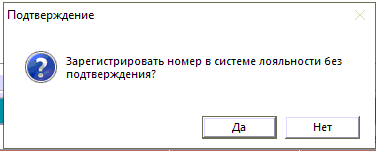 Подтверждение
Зарегистрировать номер в системе лояльности без
подтверждения?
Да
Нет